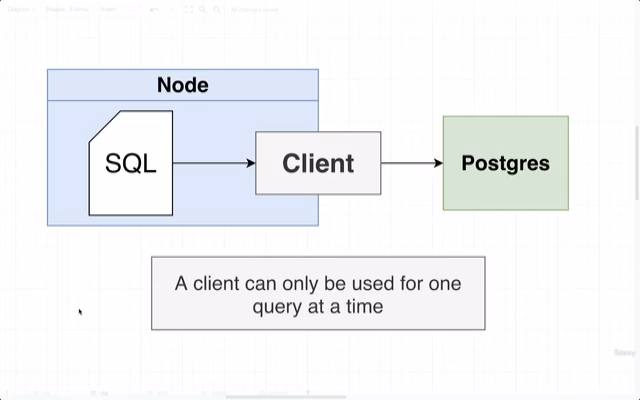 Node
SQL
Client
Postgres
A client can only be used for one
query at a time